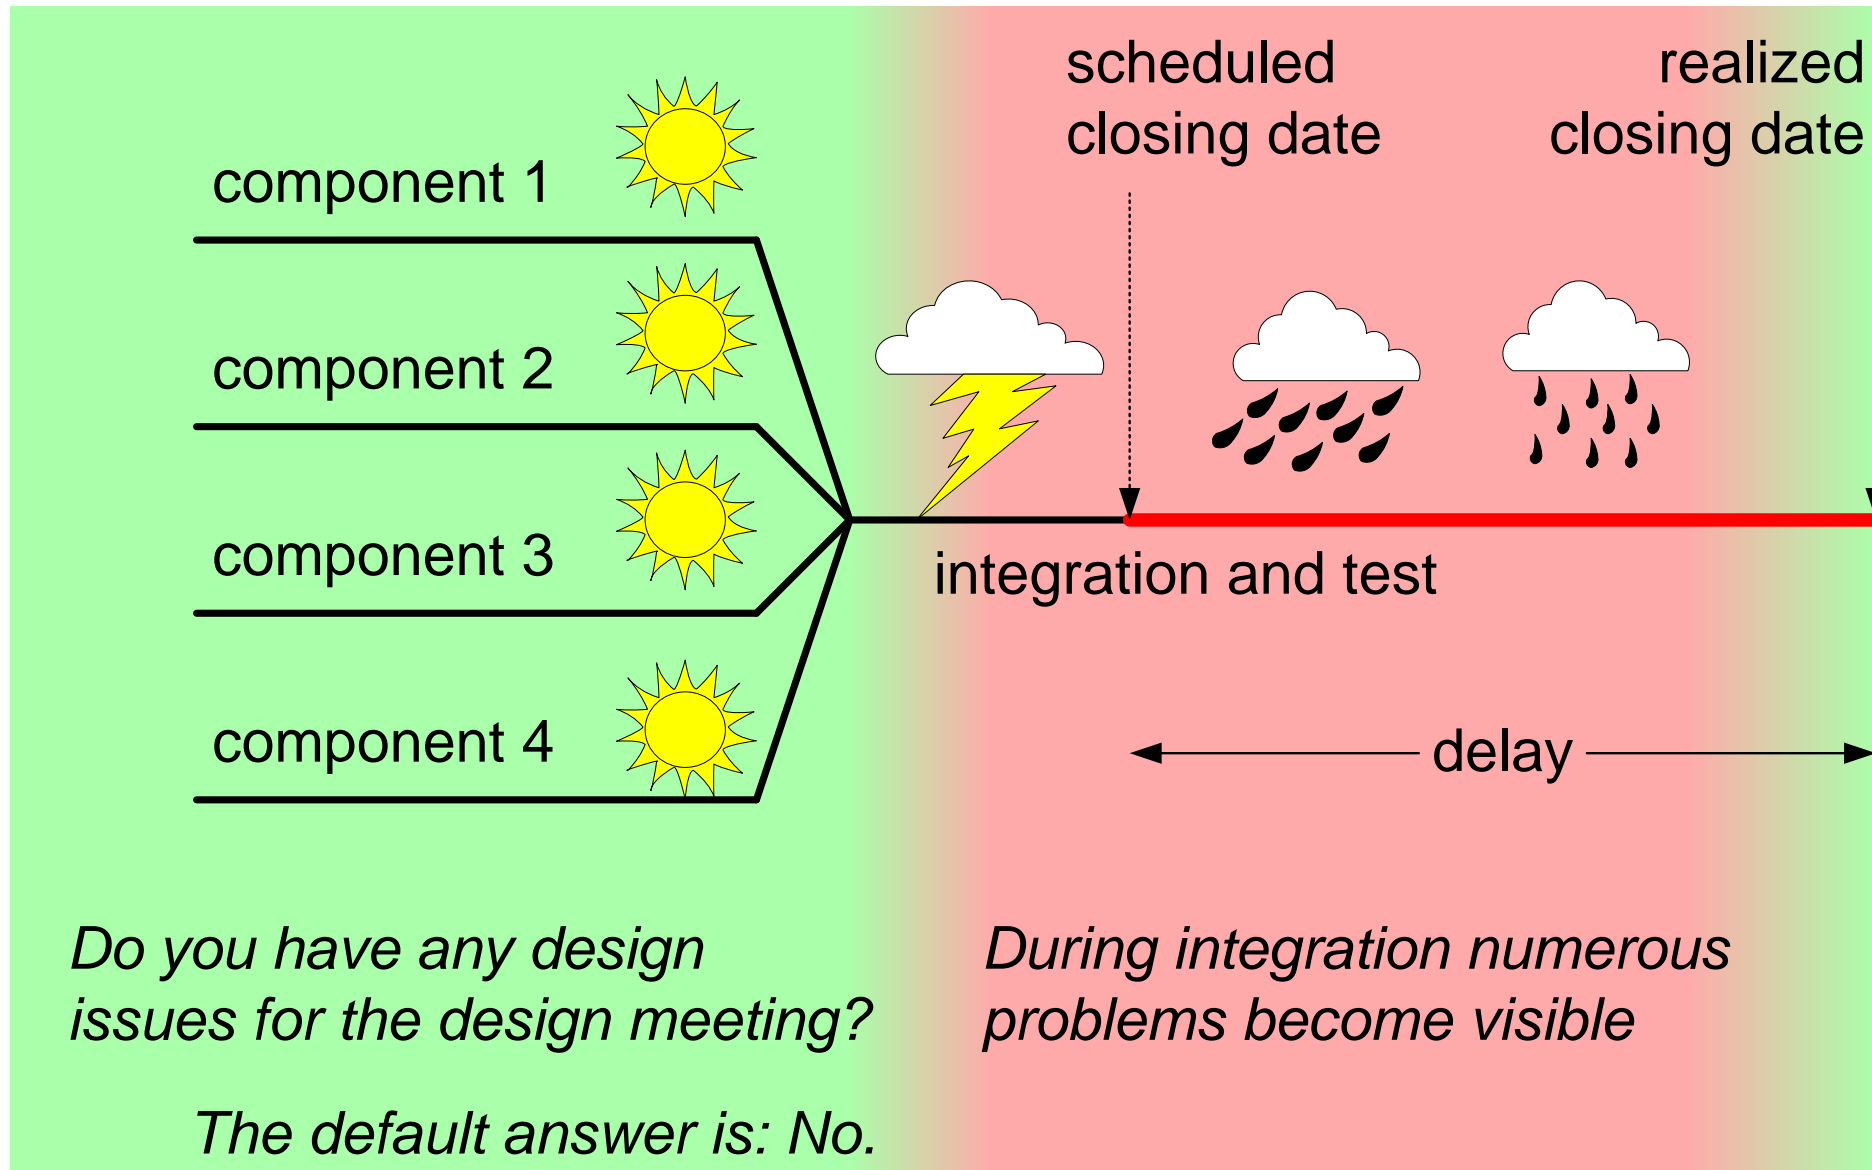 scheduled
closing date
realized
closing date
component 1
component 2
component 3
component 4
integration and test
delay
Do you have any design
issues for the design meeting?
The default answer is: No.
During integration numerous
problems become visible